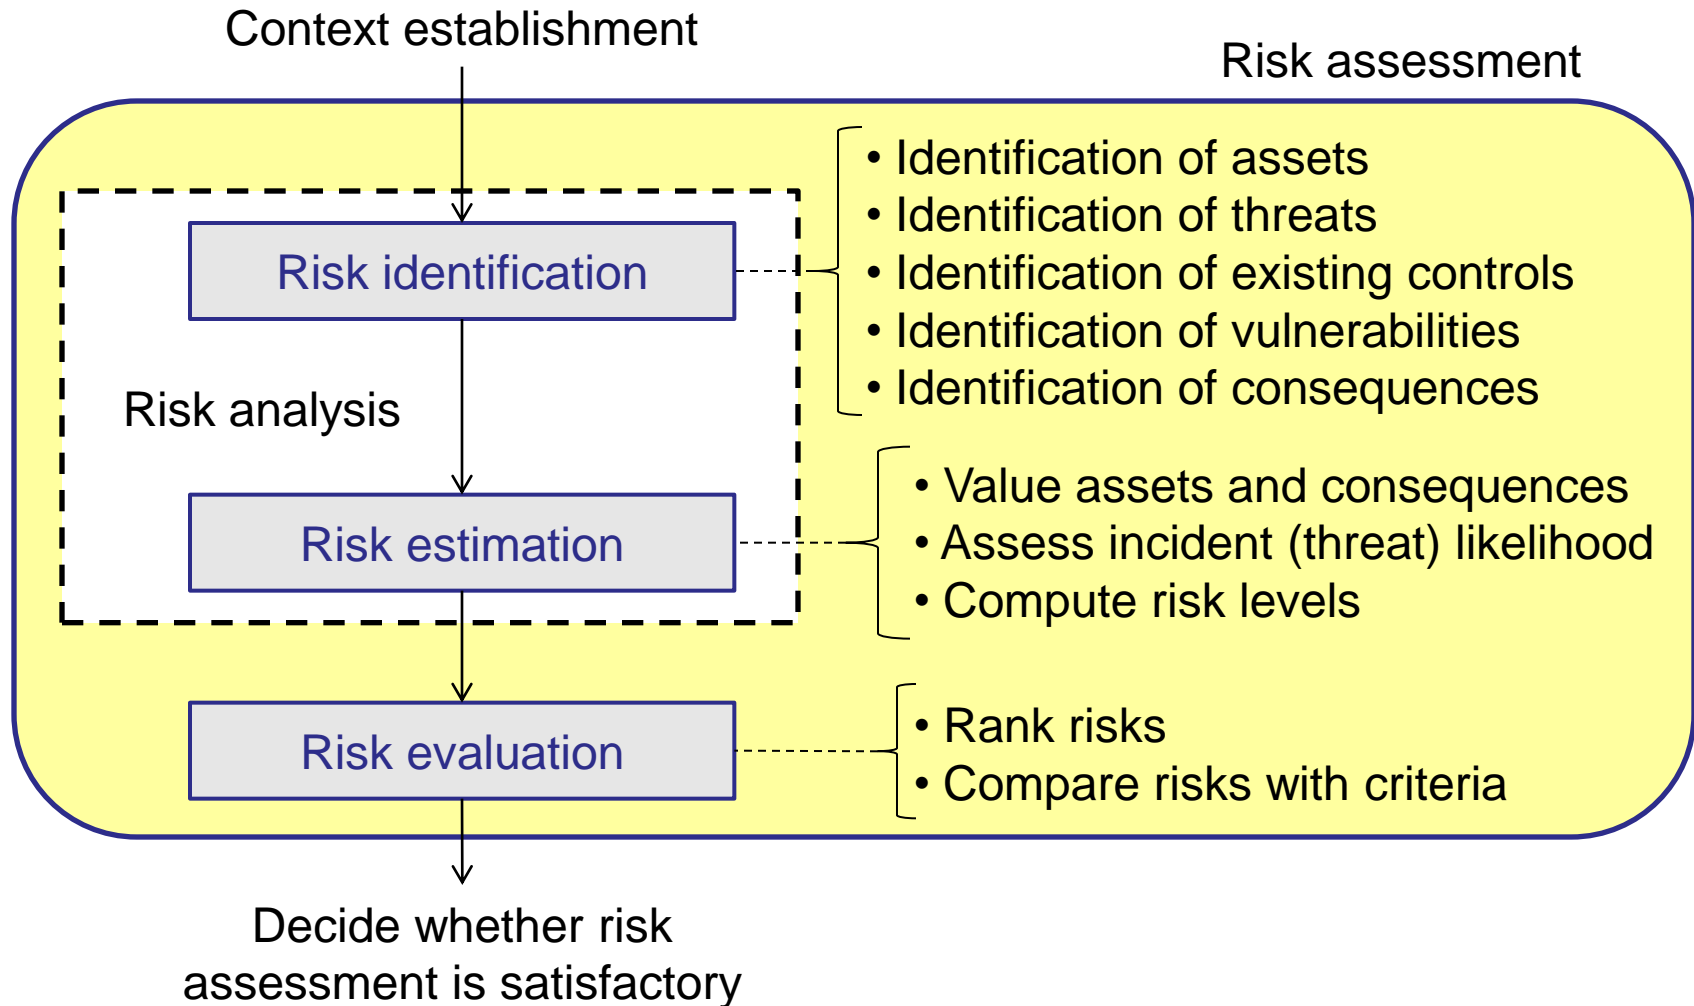 Context establishment
Risk assessment
Risk identification
• Identification of assets
• Identification of threats
• Identification of existing controls
• Identification of vulnerabilities
• Identification of consequences
Risk analysis
Risk estimation
• Value assets and consequences
• Assess incident (threat) likelihood
• Compute risk levels
Risk evaluation
• Rank risks
• Compare risks with criteria
Decide whether risk
assessment is satisfactory